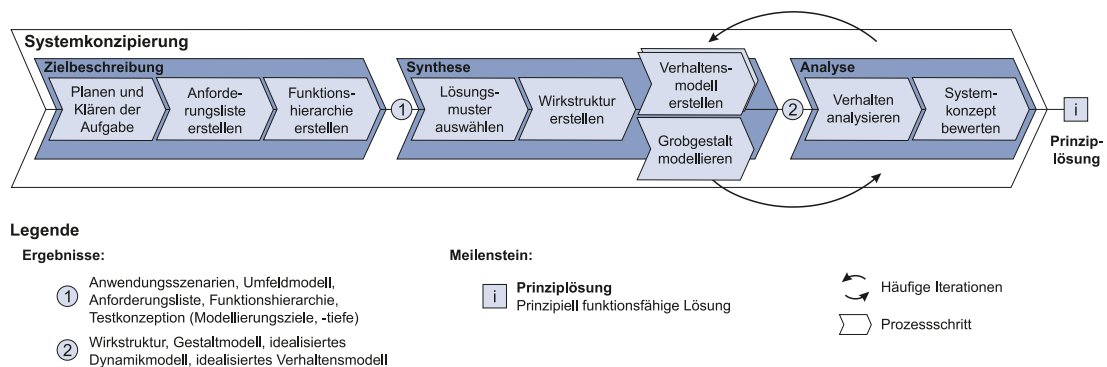 Systemkonzipierung
Zielbeschreibung
Planen und
Klären der
Aufgabe
Anforde-
rungsliste
erstellen
Funktions-
hierarchie
erstellen
1
Synthese
Lösungs-
muster
auswählen
Wirkstruktur
erstellen
Verhaltens-
modell
erstellen
Grobgestalt
modellieren
2
Analyse
Verhalten
analysieren
System-
konzept
bewerten
i
Prinzip-
lösung
Legende
Ergebnisse:
1
Anwendungsszenarien, Umfeldmodell,
Anforderungsliste, Funktionshierarchie,
Testkonzeption (Modellierungsziele, -tiefe)
2
Wirkstruktur, Gestaltmodell, idealisiertes
Dynamikmodell, idealisiertes Verhaltensmodell
Meilenstein:
i
Prinziplösung
Prinzipiell funktionsfähige Lösung
Häufige Iterationen
Prozessschritt